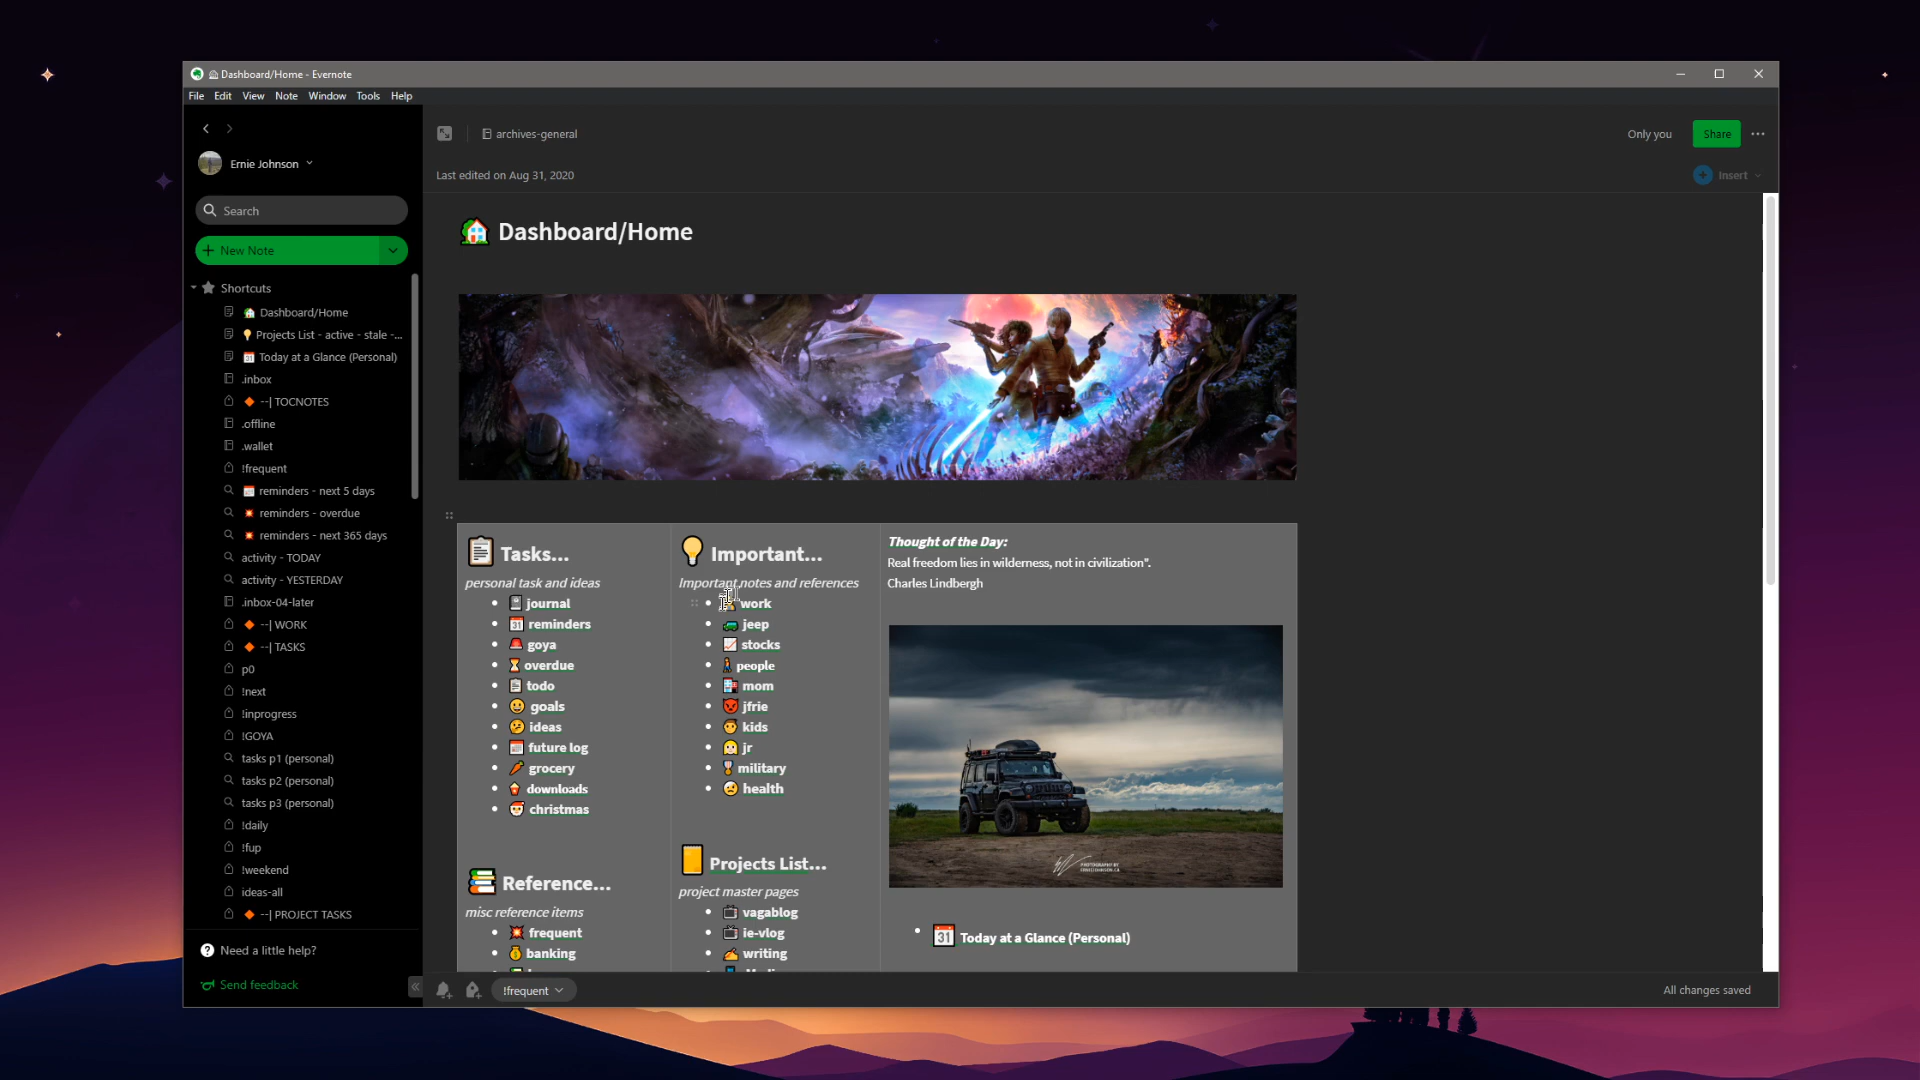 Dashboard/Home - Evernote
File Edit View Note Window Tools Help
Ernie Johnson
Search
New Note
Shortcuts
Dashboard/Home
Projects List - active - stale -...
Today at a Glance (Personal)
.inbox
--| TOCNOTES
.offline
.wallet
!frequent
reminders - next 5 days
reminders - overdue
reminders - next 365 days
activity - TODAY
activity - YESTERDAY
.inbox-04-later
--| WORK
--| TASKS
p0
!next
!inprogress
!GOYA
tasks p1 (personal)
tasks p2 (personal)
tasks p3 (personal)
!daily
!fup
!weekend
ideas-all
--| PROJECT TASKS
Need a little help?
Send feedback
archives-general
Only you
Share
Last edited on Aug 31, 2020
Insert
Dashboard/Home
Tasks...
personal task and ideas
journal
31 reminders
goya
overdue
todo
goals
ideas
future log
grocery
downloads
christmas
Reference...
misc reference items
frequent
banking
Important...
Important notes and references
work
jeep
stocks
people
mom
jfrie
kids
jr
military
health
Projects List...
project master pages
vagablog
ie-vlog
writing
Thought of the Day:
Real freedom lies in wilderness, not in civilization".
Charles Lindbergh
31 Today at a Glance (Personal)
!frequent
All changes saved